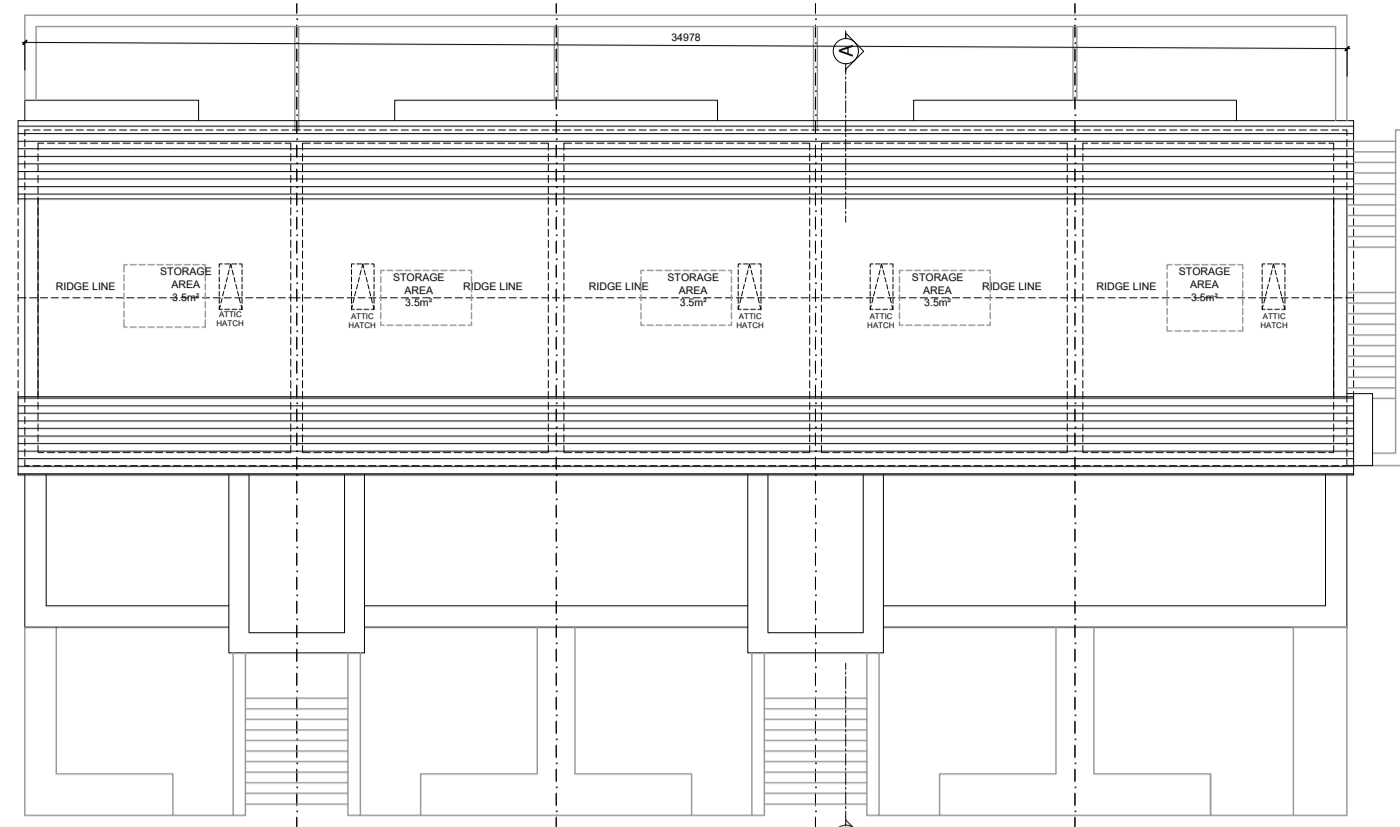 34978
A
RIDGE LINE
STORAGE
AREA
3.5m²
ATTIC
HATCH
ATTIC
HATCH
STORAGE
AREA
3.5m²
RIDGE LINE
RIDGE LINE
STORAGE
AREA
3.5m²
ATTIC
HATCH
ATTIC
HATCH
STORAGE
AREA
3.5m²
RIDGE LINE
RIDGE LINE
STORAGE
AREA
3.5m²
ATTIC
HATCH